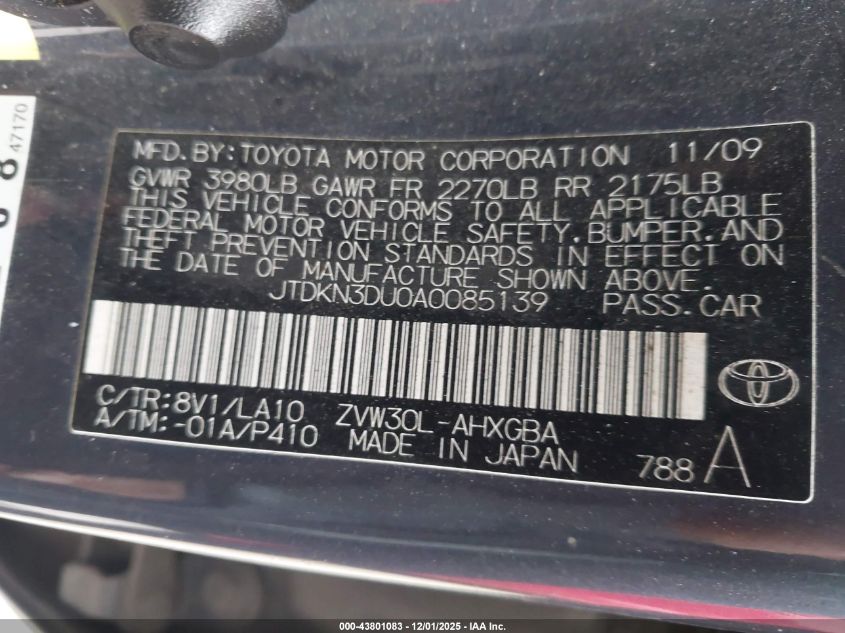 MFD.BY:TOYOTA MOTOR CORPORATION 11/09
GVWR 3980LB GAWR FR 2270LB RR 2175LB
THIS VEHICLE CONFORMS TO ALL APPLICABLE
FEDERAL MOTOR VEHICLE SAFETY,BUMPER,AND
THEFT PREVENTION STANDARDS IN EFFECT ON
THE DATE OF MANUFACTURE SHOWN ABOVE.
JTDKN3DU0A0085139 PASS.CAR
C/TR:8V1/LA10 ZVW30L-AHXGBA
A/TM:-01A/P410 MADE IN JAPAN 788 A
47170
8
000-43801083 - 12/01/2025 - IAA Inc.